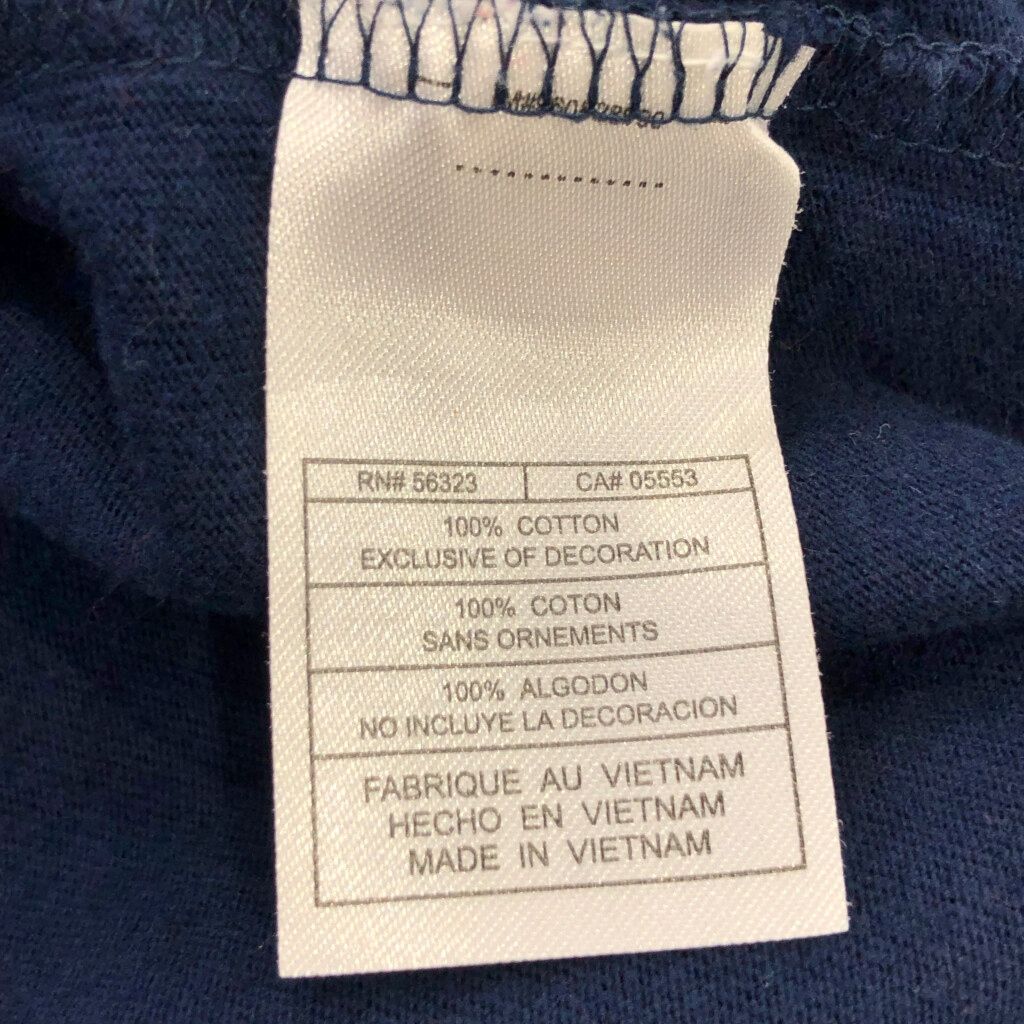 RN# 56323 CA# 05553
100% COTTON
EXCLUSIVE OF DECORATION
100% COTON
SANS ORNEMENTS
100% ALGODON
NO INCLUYE LA DECORACION
FABRIQUE AU VIETNAM
HECHO EN VIETNAM
MADE IN VIETNAM